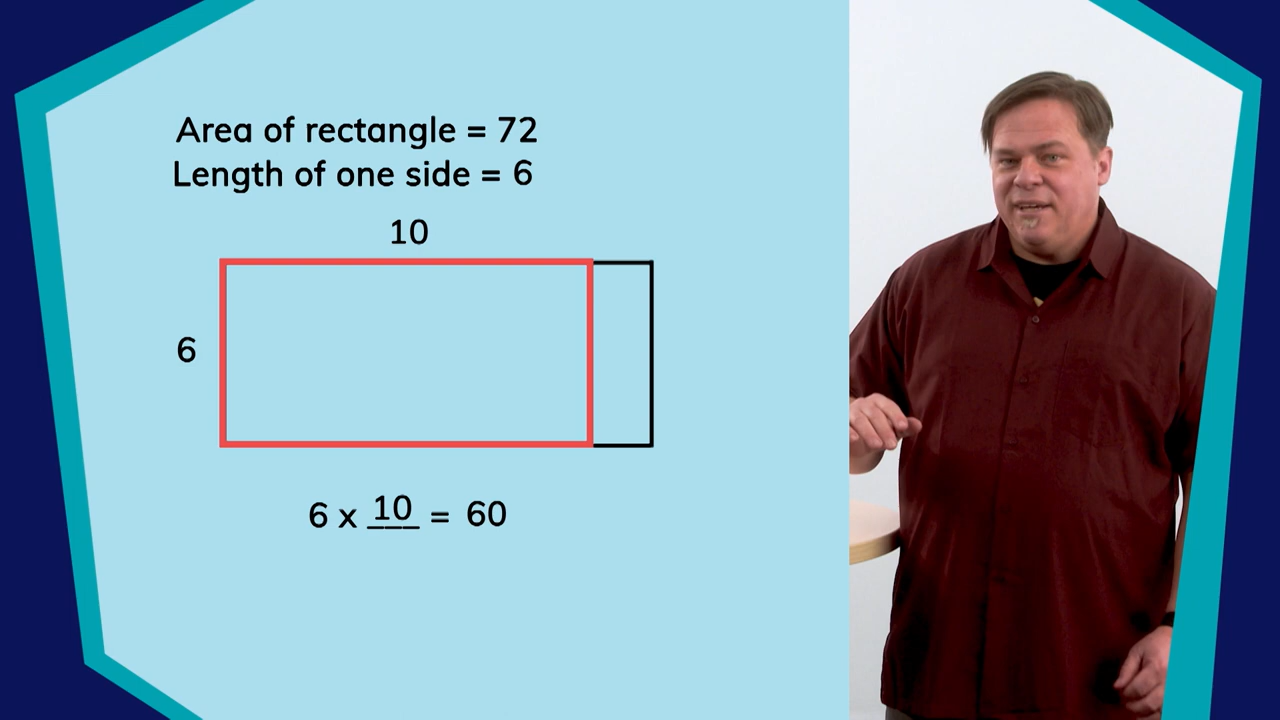 Area of rectangle = 72
Length of one side = 6
10
6
6 x 10 = 60